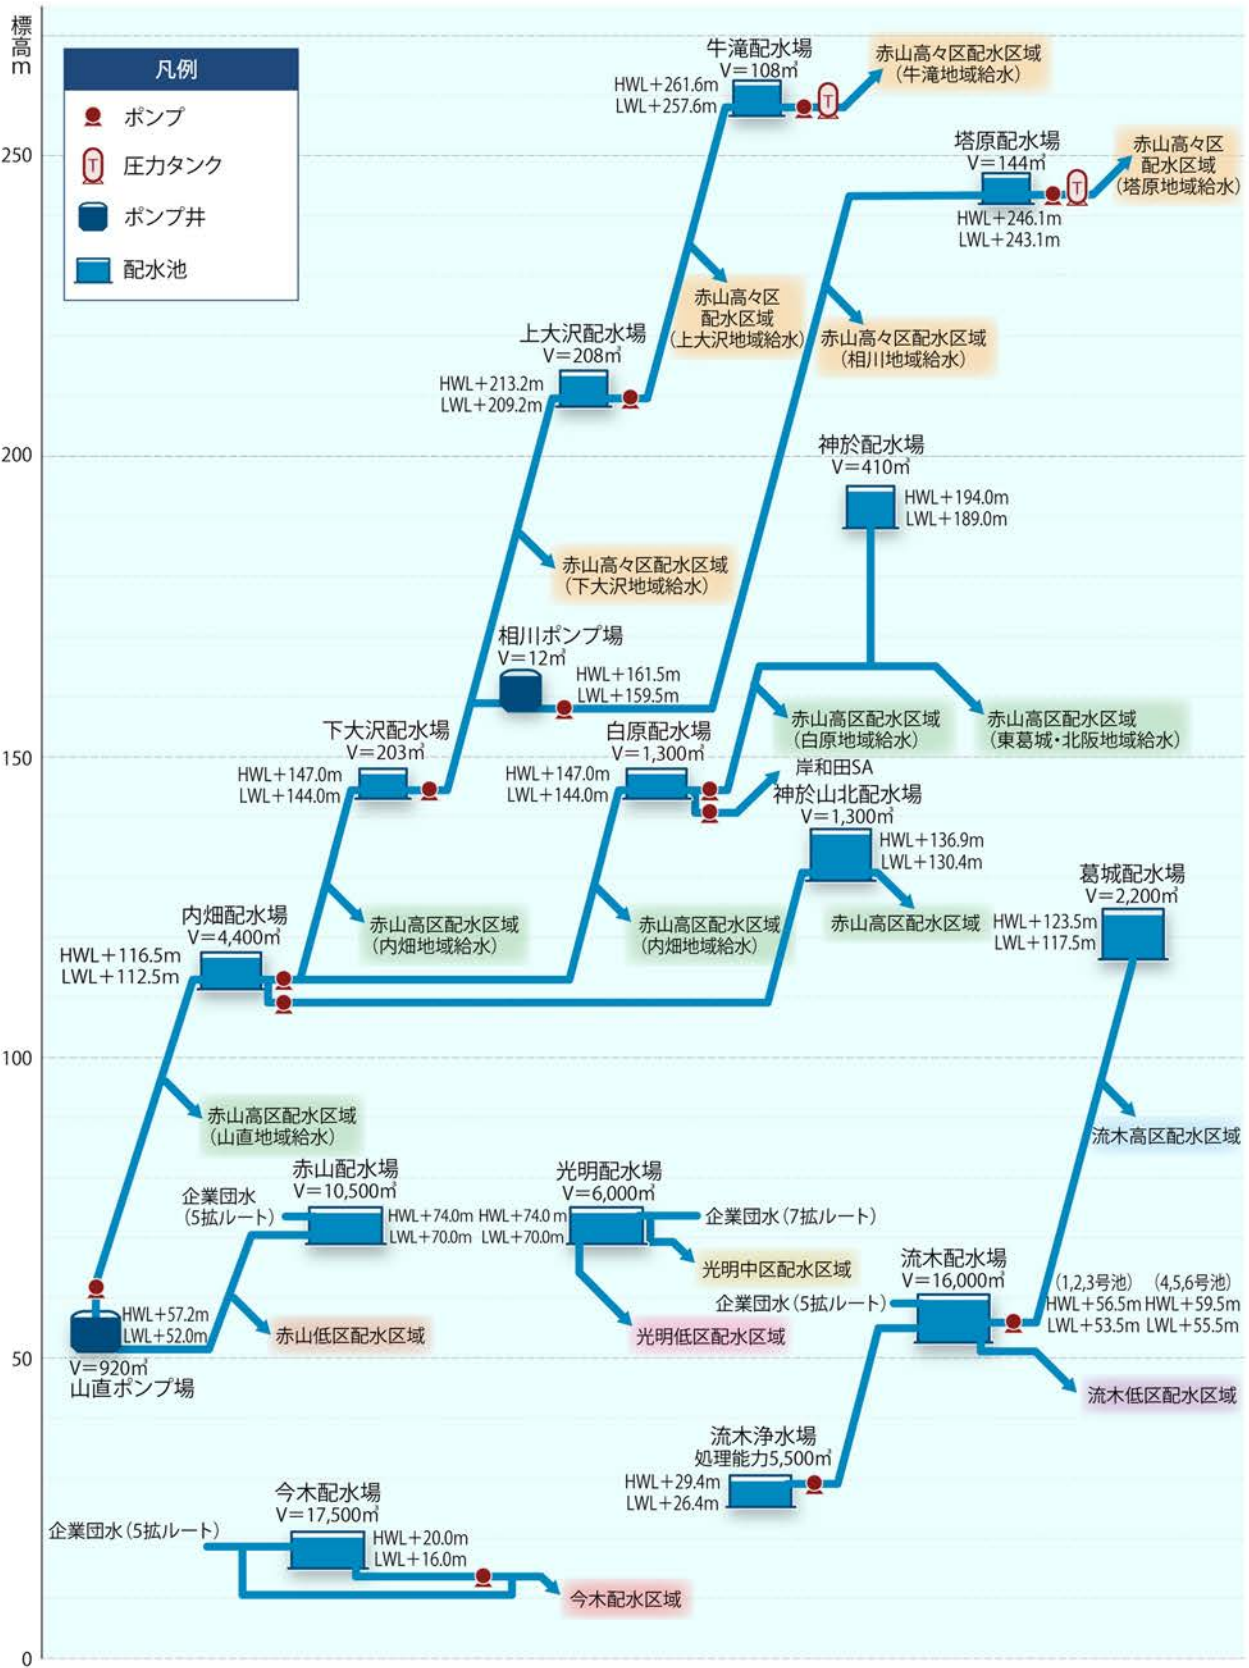 標高m
凡例
ポンプ
圧力タンク
ポンプ井
配水池
250
200
150
100
50
0
牛滝配水場
V=108㎥
HWL+261.6m
LWL+257.6m
赤山高々区配水区域
(牛滝地域給水)
塔原配水場
V=144㎥
HWL+246.1m
LWL+243.1m
赤山高々区
配水区域
(塔原地域給水)
T
T
T
赤山高々区
配水区域
(上大沢地域給水)
赤山高々区配水区域
(相川地域給水)
上大沢配水場
V=208㎥
HWL+213.2m
LWL+209.2m
神於配水場
V=410㎥
HWL+194.0m
LWL+189.0m
赤山高々区配水区域
(下大沢地域給水)
相川ポンプ場
V=12㎥
HWL+161.5m
LWL+159.5m
赤山高区配水区域
(白原地域給水)
赤山高区配水区域
(東葛城・北阪地域給水)
下大沢配水場
V=203㎥
HWL+147.0m
LWL+144.0m
白原配水場
V=1,300㎥
HWL+147.0m
LWL+144.0m
岸和田SA
神於山北配水場
V=1,300㎥
HWL+136.9m
LWL+130.4m
赤山高区配水区域
葛城配水場
V=2,200㎥
HWL+123.5m
LWL+117.5m
内畑配水場
V=4,400㎥
HWL+116.5m
LWL+112.5m
赤山高区配水区域
(内畑地域給水)
赤山高区配水区域
(内畑地域給水)
赤山高区配水区域
(山直地域給水)
流木高区配水区域
赤山配水場
V=10,500㎥
企業団水
(5拡ルート)
HWL+74.0m
LWL+70.0m
光明配水場
V=6,000㎥
HWL+74.0m
LWL+70.0m
企業団水(7拡ルート)
光明中区配水区域
光明低区配水区域
HWL+57.2m
LWL+52.0m
V=920㎥
山直ポンプ場
赤山低区配水区域
流木配水場
V=16,000㎥
企業団水(5拡ルート)
(1,2,3号池) (4,5,6号池)
HWL+56.5m HWL+59.5m
LWL+53.5m LWL+55.5m
流木低区配水区域
流木浄水場
処理能力5,500㎥
HWL+29.4m
LWL+26.4m
今木配水場
V=17,500㎥
企業団水(5拡ルート)
HWL+20.0m
LWL+16.0m
今木配水区域